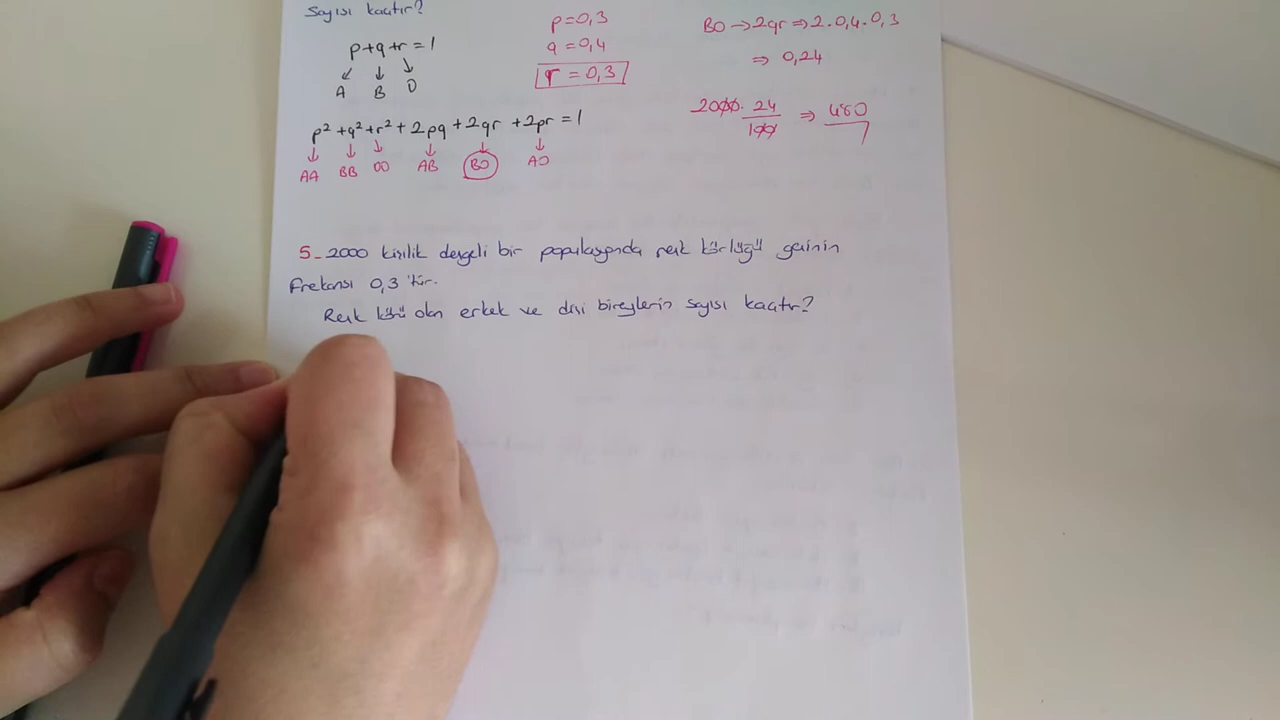 Sayısı kaçtır?
p+q+r=1
A B O
p² + q² + r² + 2pq + 2qr + 2pr = 1
AA BB OO AB BO AO
p=0,3
q=0,4
r=0,3
BO → 2qr ⇒ 2.0,4.0,3
⇒ 0,24
2000. 24 ⇒ 480
100
5_ 2000 kişilik dengeli bir popülasyonda renk körlüğü geninin
frekansı 0,3'tür.
Renk körü olan erkek ve dişi bireylerin sayısı kaçtır?